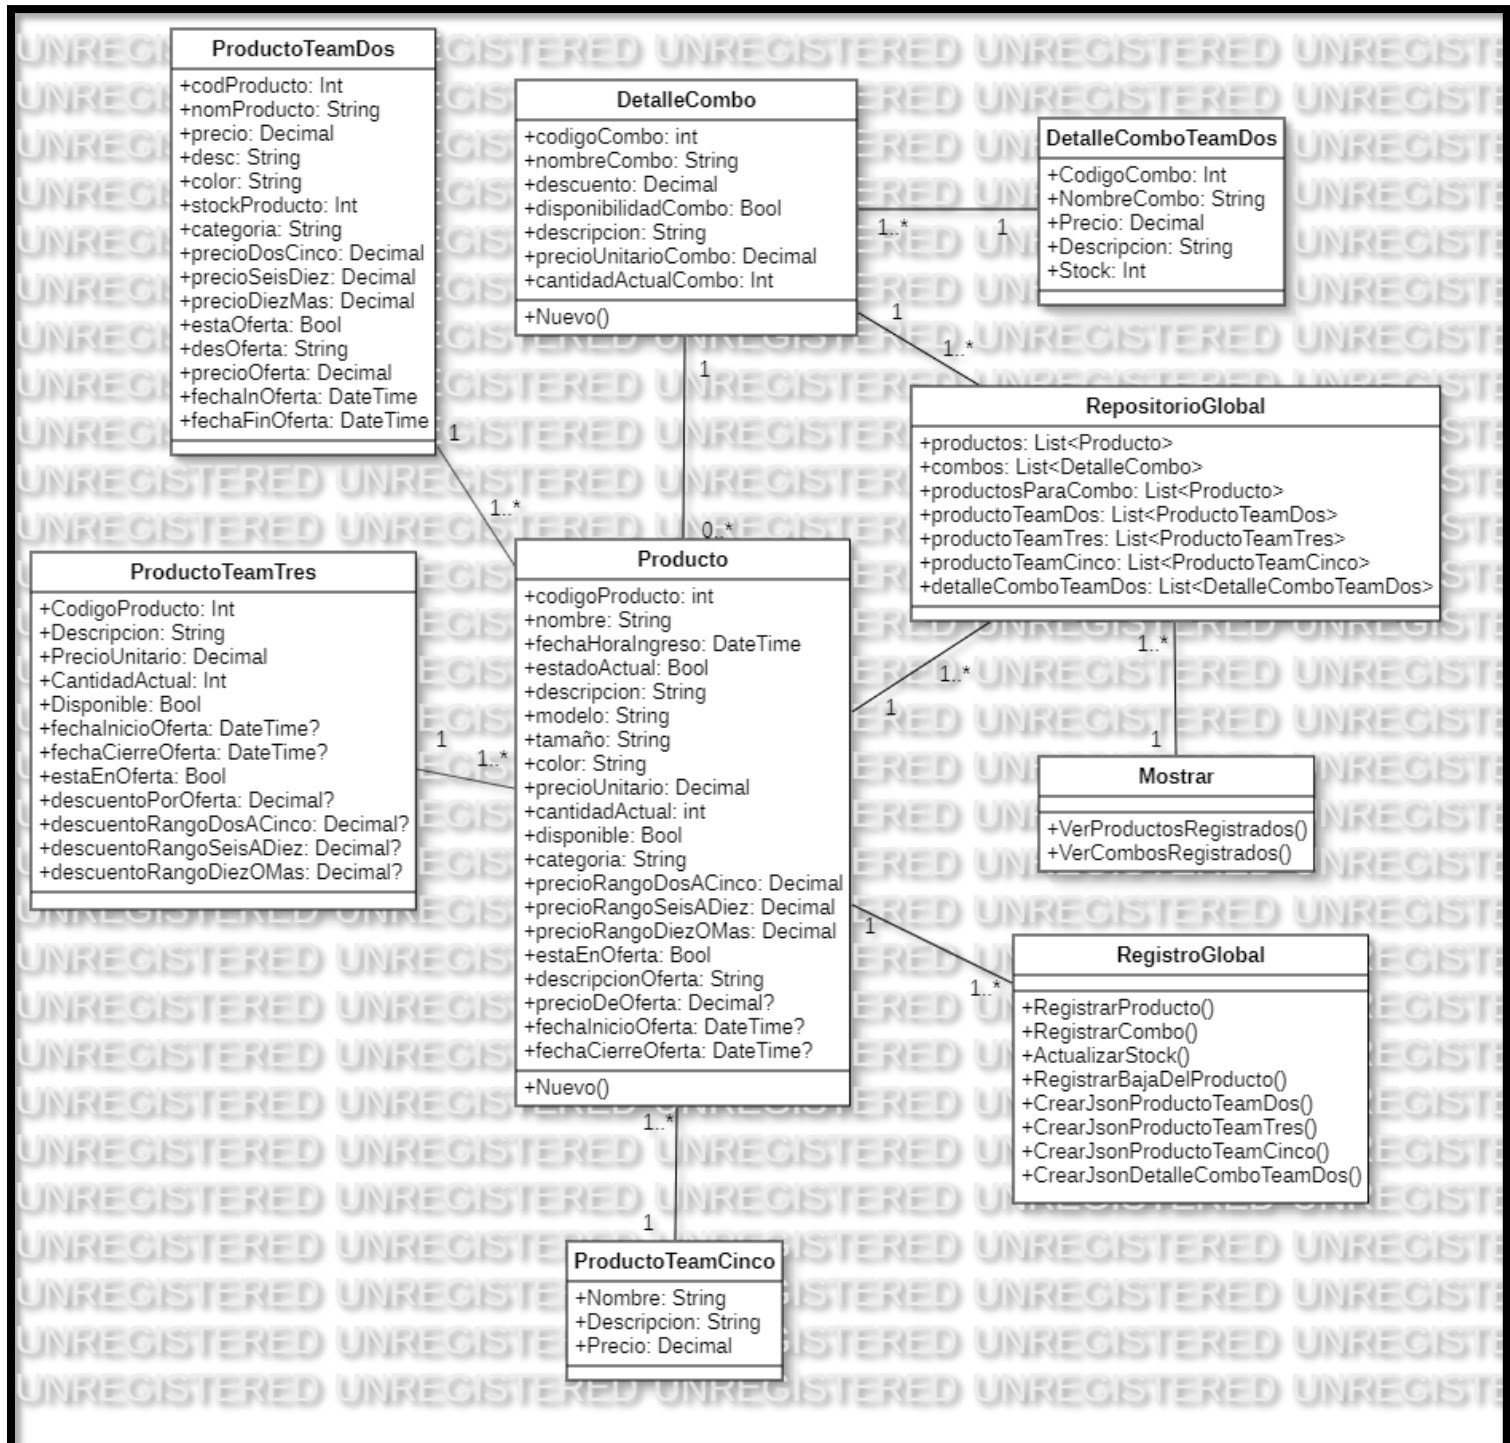 ProductoTeamDos
+codProducto: Int
+nomProducto: String
+precio: Decimal
+desc: String
+color: String
+stockProducto: Int
+categoria: String
+precioDosCinco: Decimal
+precioSeisDiez: Decimal
+precioDiezMas: Decimal
+estaOferta: Bool
+desOferta: String
+precioOferta: Decimal
+fechaInOferta: DateTime
+fechaFinOferta: DateTime
1
1..*
DetalleCombo
+codigoCombo: int
+nombreCombo: String
+descuento: Decimal
+disponibilidadCombo: Bool
+descripcion: String
+precioUnitarioCombo: Decimal
+cantidadActualCombo: Int
+Nuevo()
1..*
1
1
1..*
1
0..*
DetalleComboTeamDos
+CodigoCombo: Int
+NombreCombo: String
+Precio: Decimal
+Descripcion: String
+Stock: Int
RepositorioGlobal
+productos: List<Producto>
+combos: List<DetalleCombo>
+productosParaCombo: List<Producto>
+productoTeamDos: List<ProductoTeamDos>
+productoTeamTres: List<ProductoTeamTres>
+productoTeamCinco: List<ProductoTeamCinco>
+detalleComboTeamDos: List<DetalleComboTeamDos>
1..*
1
1..*
1
ProductoTeamTres
+CodigoProducto: Int
+Descripcion: String
+PrecioUnitario: Decimal
+CantidadActual: Int
+Disponible: Bool
+fechaInicioOferta: DateTime?
+fechaCierreOferta: DateTime?
+estaEnOferta: Bool
+descuentoPorOferta: Decimal?
+descuentoRangoDosACinco: Decimal?
+descuentoRangoSeisADiez: Decimal?
+descuentoRangoDiezOMas: Decimal?
1
1..*
Producto
+codigoProducto: int
+nombre: String
+fechaHoraIngreso: DateTime
+estadoActual: Bool
+descripcion: String
+modelo: String
+tamaño: String
+color: String
+precioUnitario: Decimal
+cantidadActual: int
+disponible: Bool
+categoria: String
+precioRangoDosACinco: Decimal
+precioRangoSeisADiez: Decimal
+precioRangoDiezOMas: Decimal
+estaEnOferta: Bool
+descripcionOferta: String
+precioDeOferta: Decimal?
+fechaInicioOferta: DateTime?
+fechaCierreOferta: DateTime?
+Nuevo()
Mostrar
+VerProductosRegistrados()
+VerCombosRegistrados()
1
1..*
RegistroGlobal
+RegistrarProducto()
+RegistrarCombo()
+ActualizarStock()
+RegistrarBajaDelProducto()
+CrearJsonProductoTeamDos()
+CrearJsonProductoTeamTres()
+CrearJsonProductoTeamCinco()
+CrearJsonDetalleComboTeamDos()
1..*
1
ProductoTeamCinco
+Nombre: String
+Descripcion: String
+Precio: Decimal
UNREGISTERED UNREGISTERED UNREGISTERED UNREGISTERED